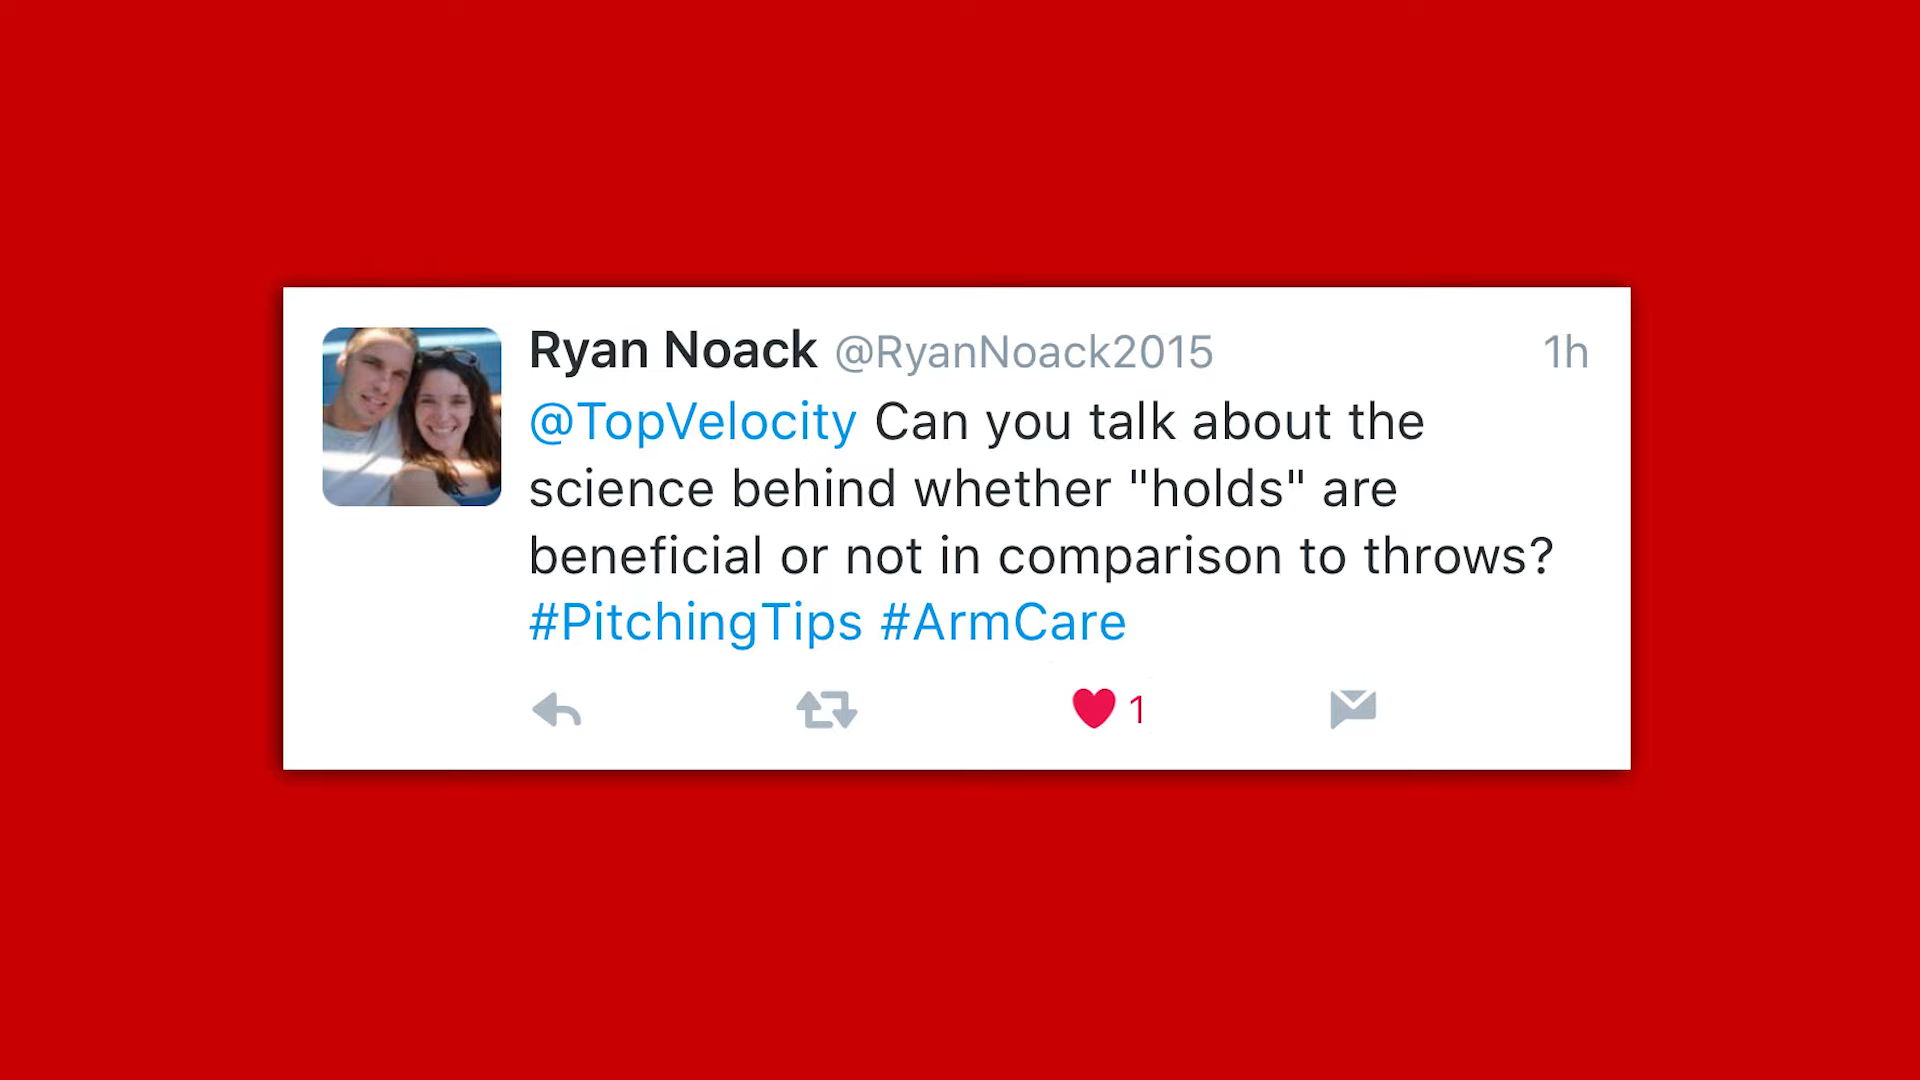 Ryan Noack @RyanNoack2015 1h
@TopVelocity Can you talk about the
science behind whether "holds" are
beneficial or not in comparison to throws?
#PitchingTips #ArmCare
1